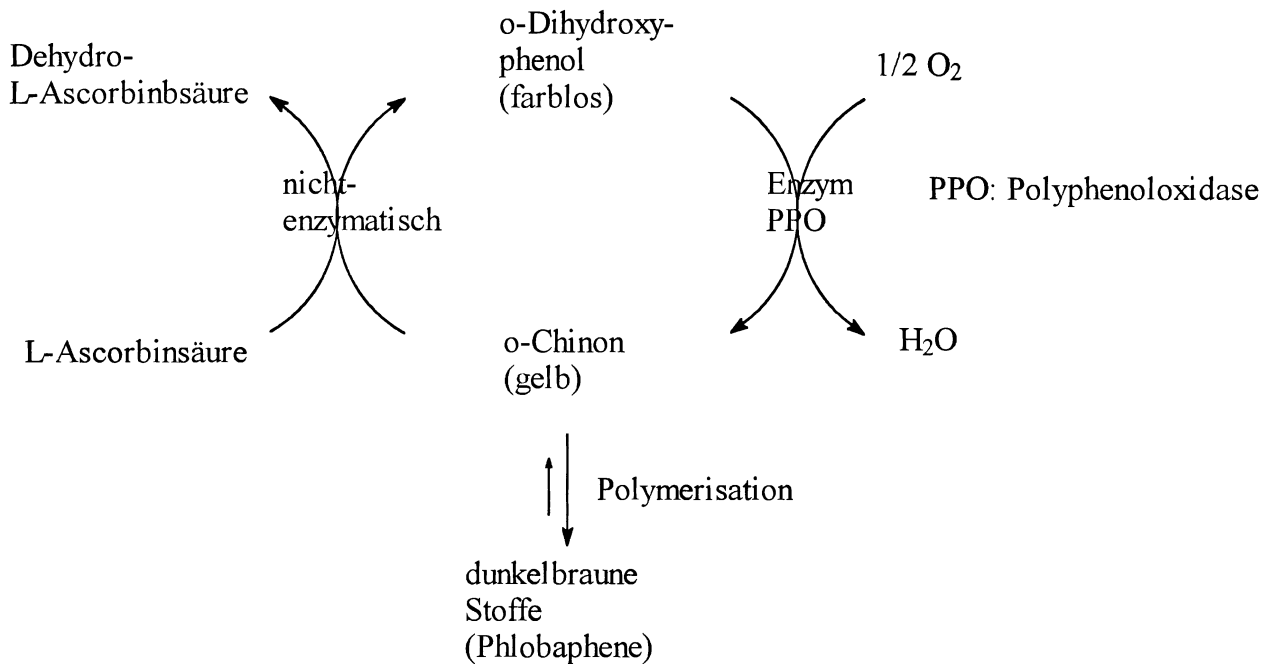 Dehydro-
L-Ascorbinbsäure
o-Dihydroxy-
phenol
(farblos)
1/2 O₂
nicht-
enzymatisch
Enzym
PPO
PPO: Polyphenoloxidase
L-Ascorbinsäure
o-Chinon
(gelb)
H₂O
Polymerisation
dunkelbraune
Stoffe
(Phlobaphene)